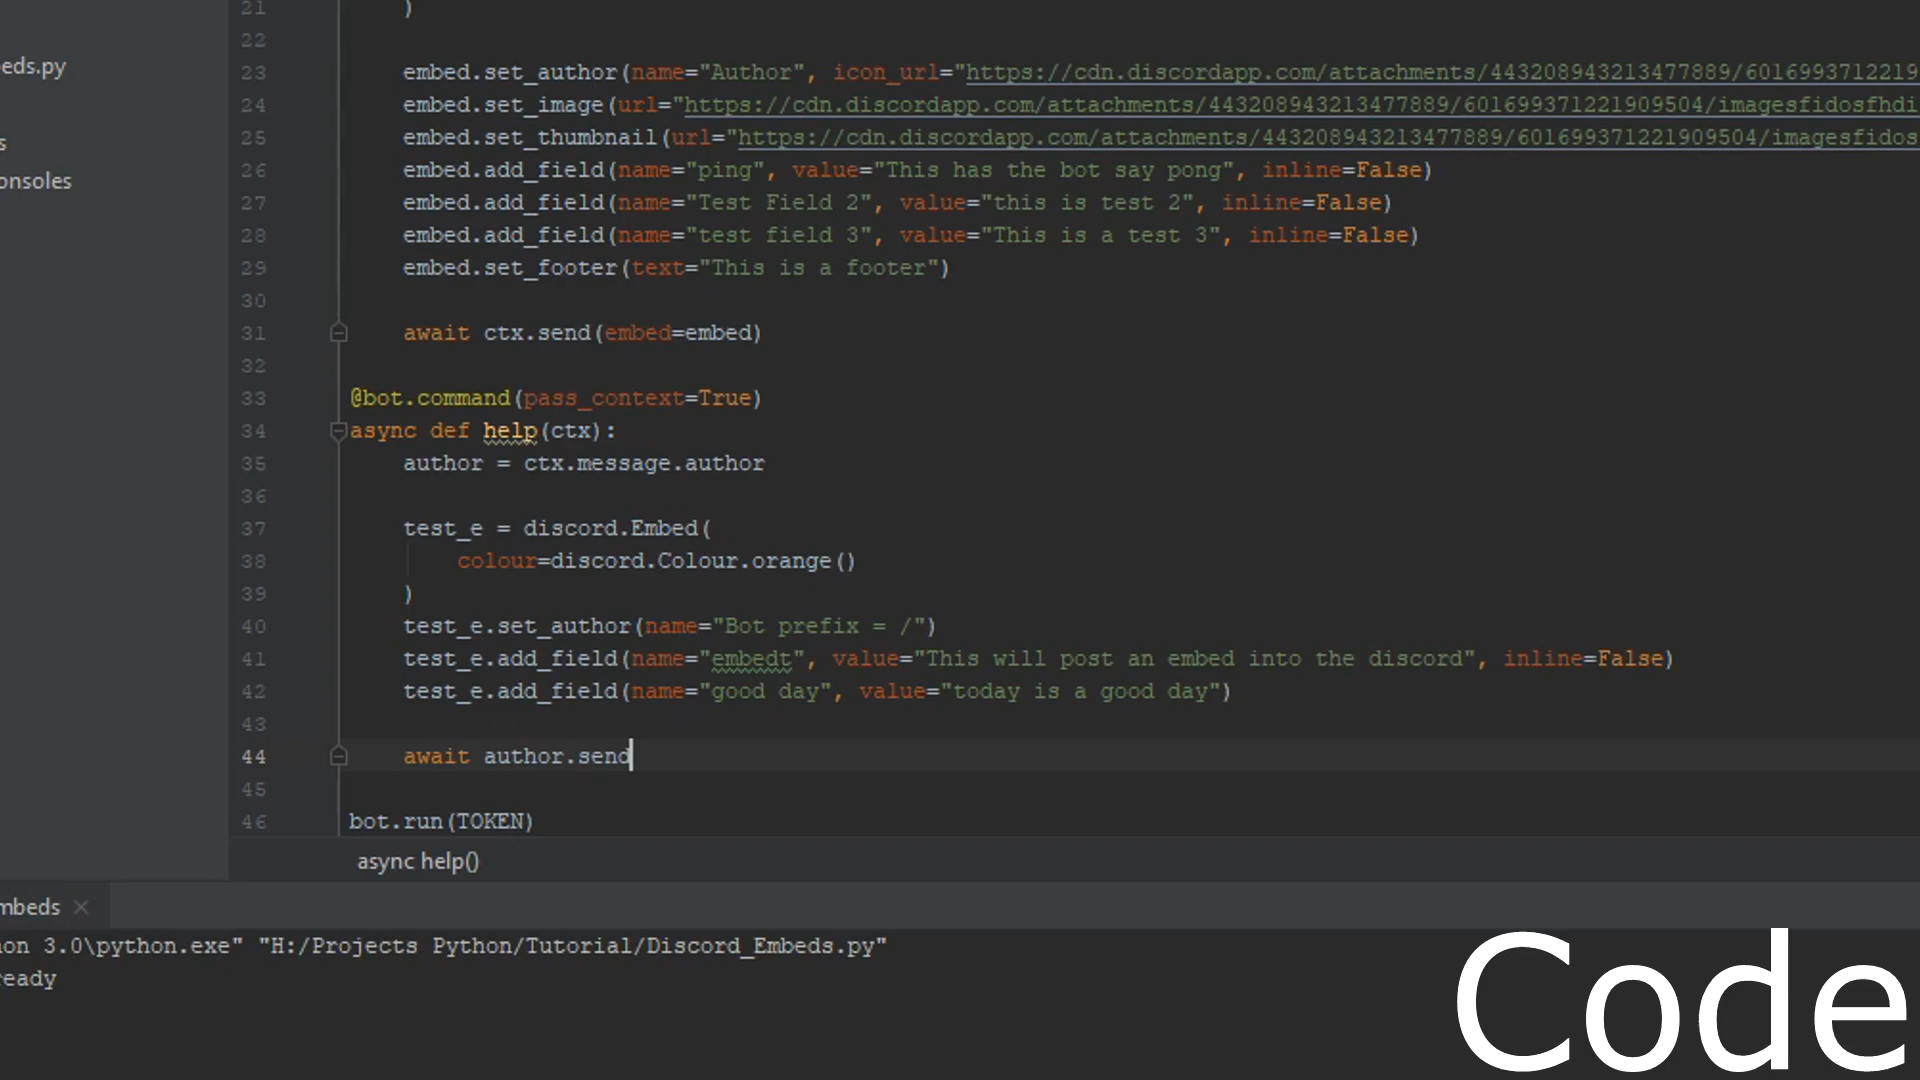 21 )
22
eds.py
23 embed.set_author(name="Author", icon_url="https://cdn.discordapp.com/attachments/443208943213477889/6016993712219
24 embed.set_image(url="https://cdn.discordapp.com/attachments/443208943213477889/601699371221909504/imagesfidosfhdi
25 embed.set_thumbnail(url="https://cdn.discordapp.com/attachments/443208943213477889/601699371221909504/imagesfidos
s
26 embed.add_field(name="ping", value="This has the bot say pong", inline=False)
onsoles
27 embed.add_field(name="Test Field 2", value="this is test 2", inline=False)
28 embed.add_field(name="test field 3", value="This is a test 3", inline=False)
29 embed.set_footer(text="This is a footer")
30
31 await ctx.send(embed=embed)
32
33 @bot.command(pass_context=True)
34 async def help(ctx):
35 author = ctx.message.author
36
37 test_e = discord.Embed(
38 colour=discord.Colour.orange()
39 )
40 test_e.set_author(name="Bot prefix = /")
41 test_e.add_field(name="embedt", value="This will post an embed into the discord", inline=False)
42 test_e.add_field(name="good day", value="today is a good day")
43
44 await author.send
45
46 bot.run(TOKEN)
async help()
mbeds ×
on 3.0\python.exe" "H:/Projects Python/Tutorial/Discord_Embeds.py"
ready
Code